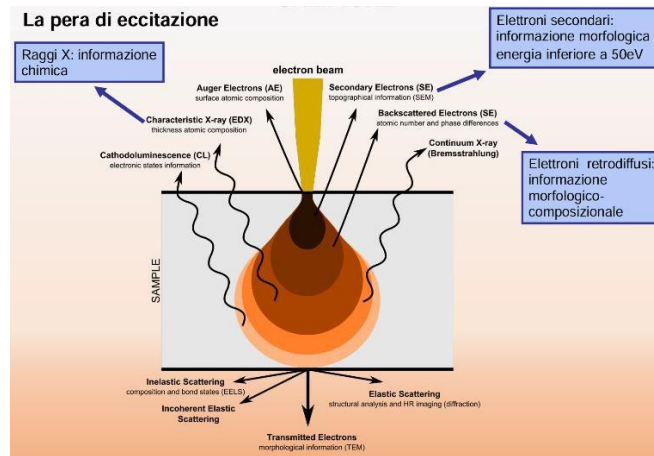 La pera di eccitazione
Raggi X: informazione
chimica
Elettroni secondari:
informazione morfologica
energia inferiore a 50eV
electron beam
Auger Electrons (AE)
surface atomic composition
Secondary Electrons (SE)
topographical information (SEM)
Characteristic X-ray (EDX)
thickness atomic composition
Backscattered Electrons (SE)
atomic number and phase differences
Cathodoluminescence (CL)
electronic states information
Continuum X-ray
(Bremsstrahlung)
Elettroni retrodiffusi:
informazione
morfologico-
composizionale
SAMPLE
Inelastic Scattering
composition and bond states (EELS)
Incoherent Elastic
Scattering
Elastic Scattering
structural analysis and HR imaging (diffraction)
Transmitted Electrons
morphological information (TEM)